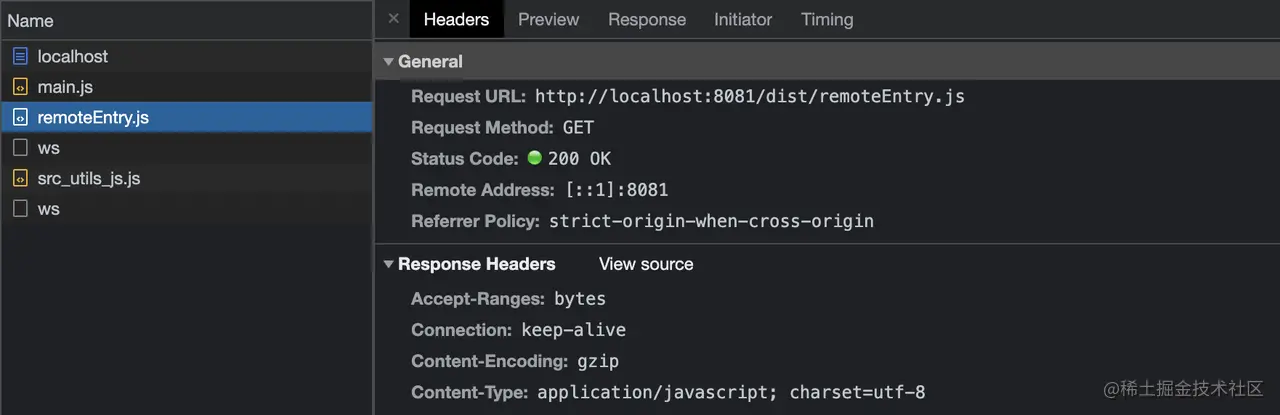 Name
localhost
main.js
remoteEntry.js
ws
src_utils_js.js
ws
× Headers Preview Response Initiator Timing
General
Request URL: http://localhost:8081/dist/remoteEntry.js
Request Method: GET
Status Code: 200 OK
Remote Address: [::1]:8081
Referrer Policy: strict-origin-when-cross-origin
Response Headers View source
Accept-Ranges: bytes
Connection: keep-alive
Content-Encoding: gzip
Content-Type: application/javascript; charset=utf-8
@稀土掘金技术社区